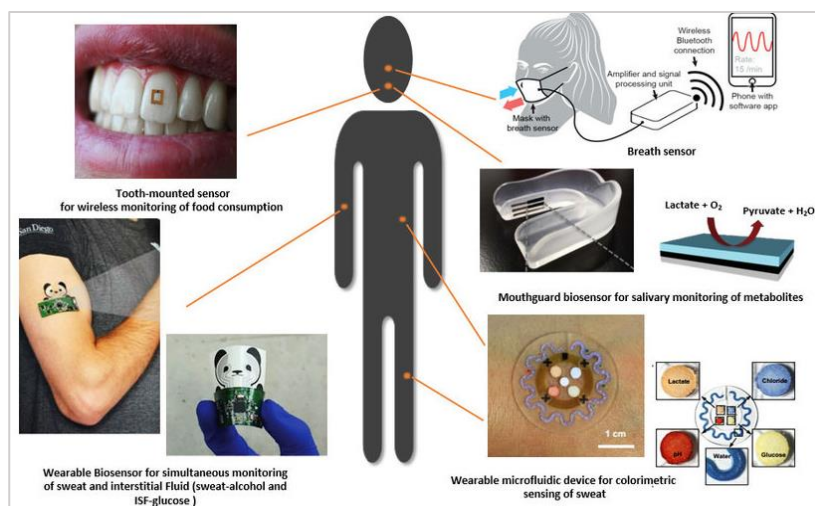 Wireless
Bluetooth
connection
Rate:
15 /min
Amplifier and signal
processing unit
Phone with
software app
Mask with
breath sensor
Breath sensor
Tooth-mounted sensor
for wireless monitoring of food consumption
Lactate + O₂
Pyruvate + H₂O
Mouthguard biosensor for salivary monitoring of metabolites
San Diego
Wearable Biosensor for simultaneous monitoring
of sweat and interstitial Fluid (sweat-alcohol and
ISF-glucose )
1 cm
Lactate
Chloride
pH
Water
Glucose
Wearable microfluidic device for colorimetric
sensing of sweat